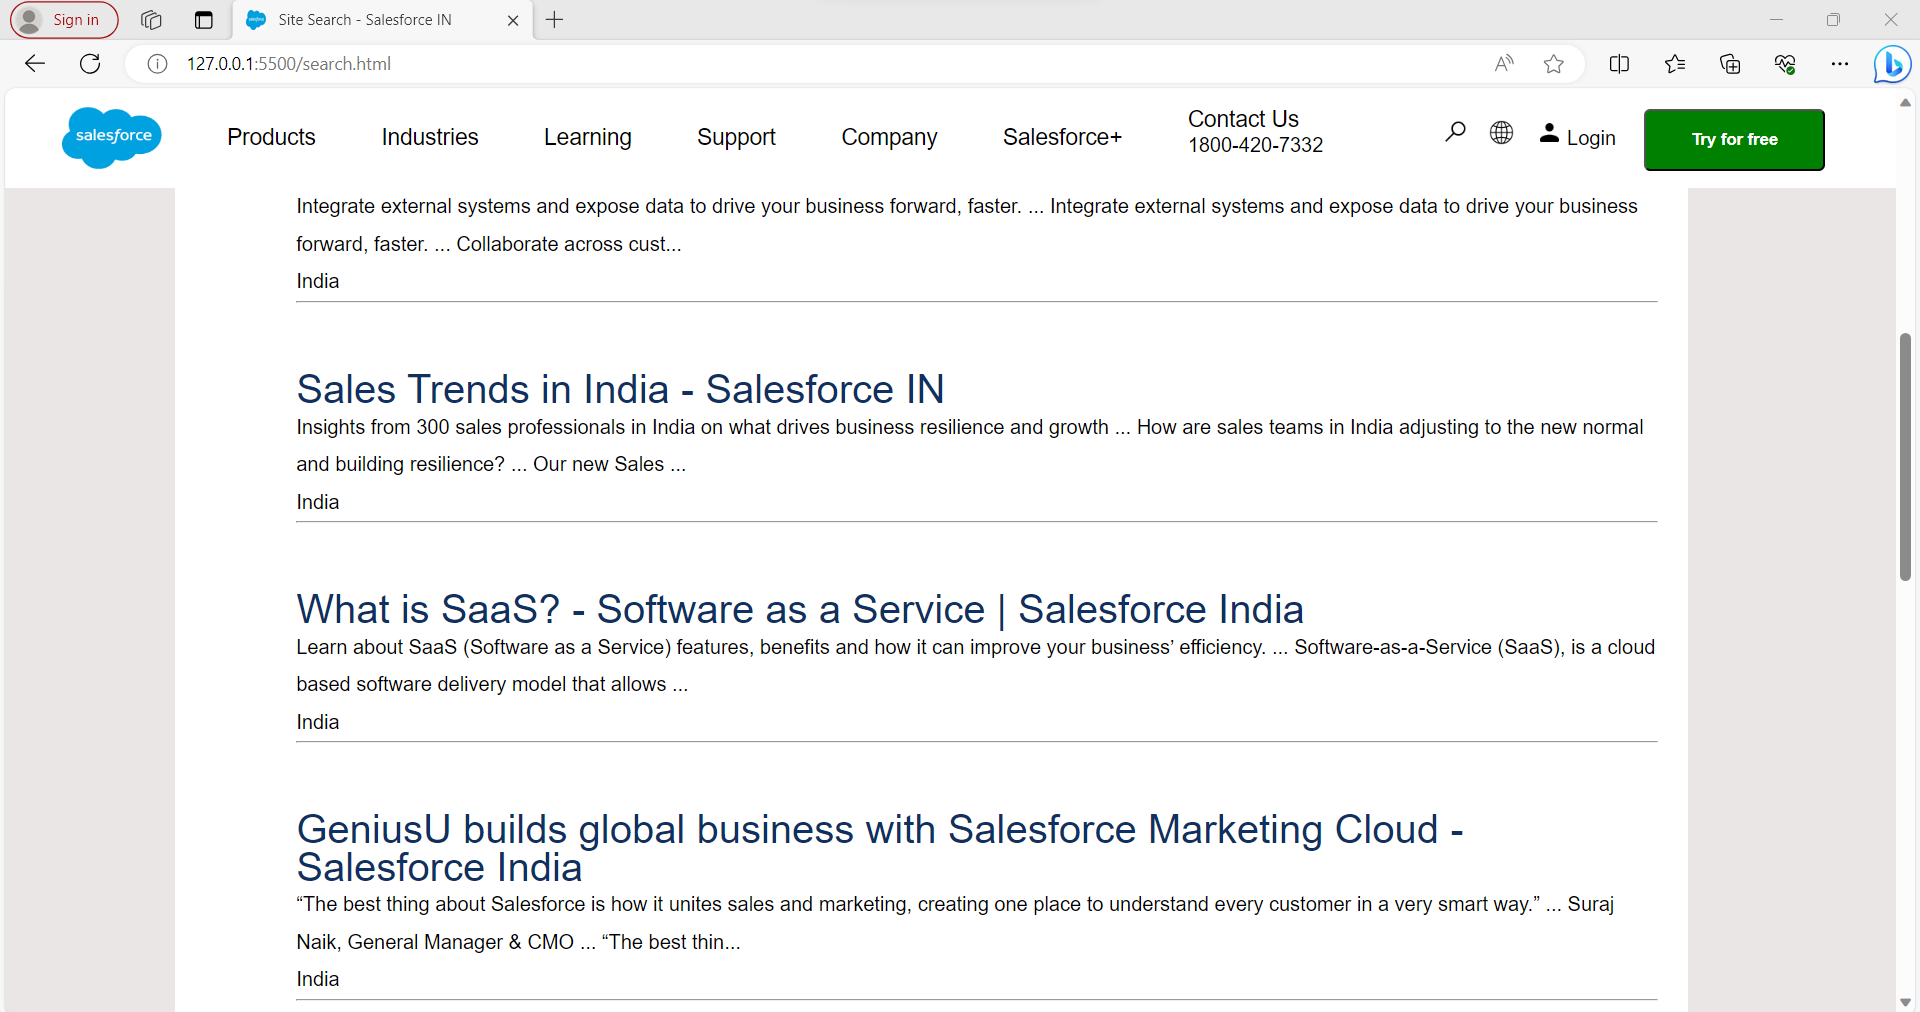 Sign in
Site Search - Salesforce IN
127.0.0.1:5500/search.html
salesforce
Products
Industries
Learning
Support
Company
Salesforce+
Contact Us
1800-420-7332
Login
Try for free
Integrate external systems and expose data to drive your business forward, faster. ... Integrate external systems and expose data to drive your business
forward, faster. ... Collaborate across cust...
India
Sales Trends in India - Salesforce IN
Insights from 300 sales professionals in India on what drives business resilience and growth ... How are sales teams in India adjusting to the new normal
and building resilience? ... Our new Sales ...
India
What is SaaS? - Software as a Service | Salesforce India
Learn about SaaS (Software as a Service) features, benefits and how it can improve your business’ efficiency. ... Software-as-a-Service (SaaS), is a cloud
based software delivery model that allows ...
India
GeniusU builds global business with Salesforce Marketing Cloud -
Salesforce India
“The best thing about Salesforce is how it unites sales and marketing, creating one place to understand every customer in a very smart way.” ... Suraj
Naik, General Manager & CMO ... “The best thin...
India